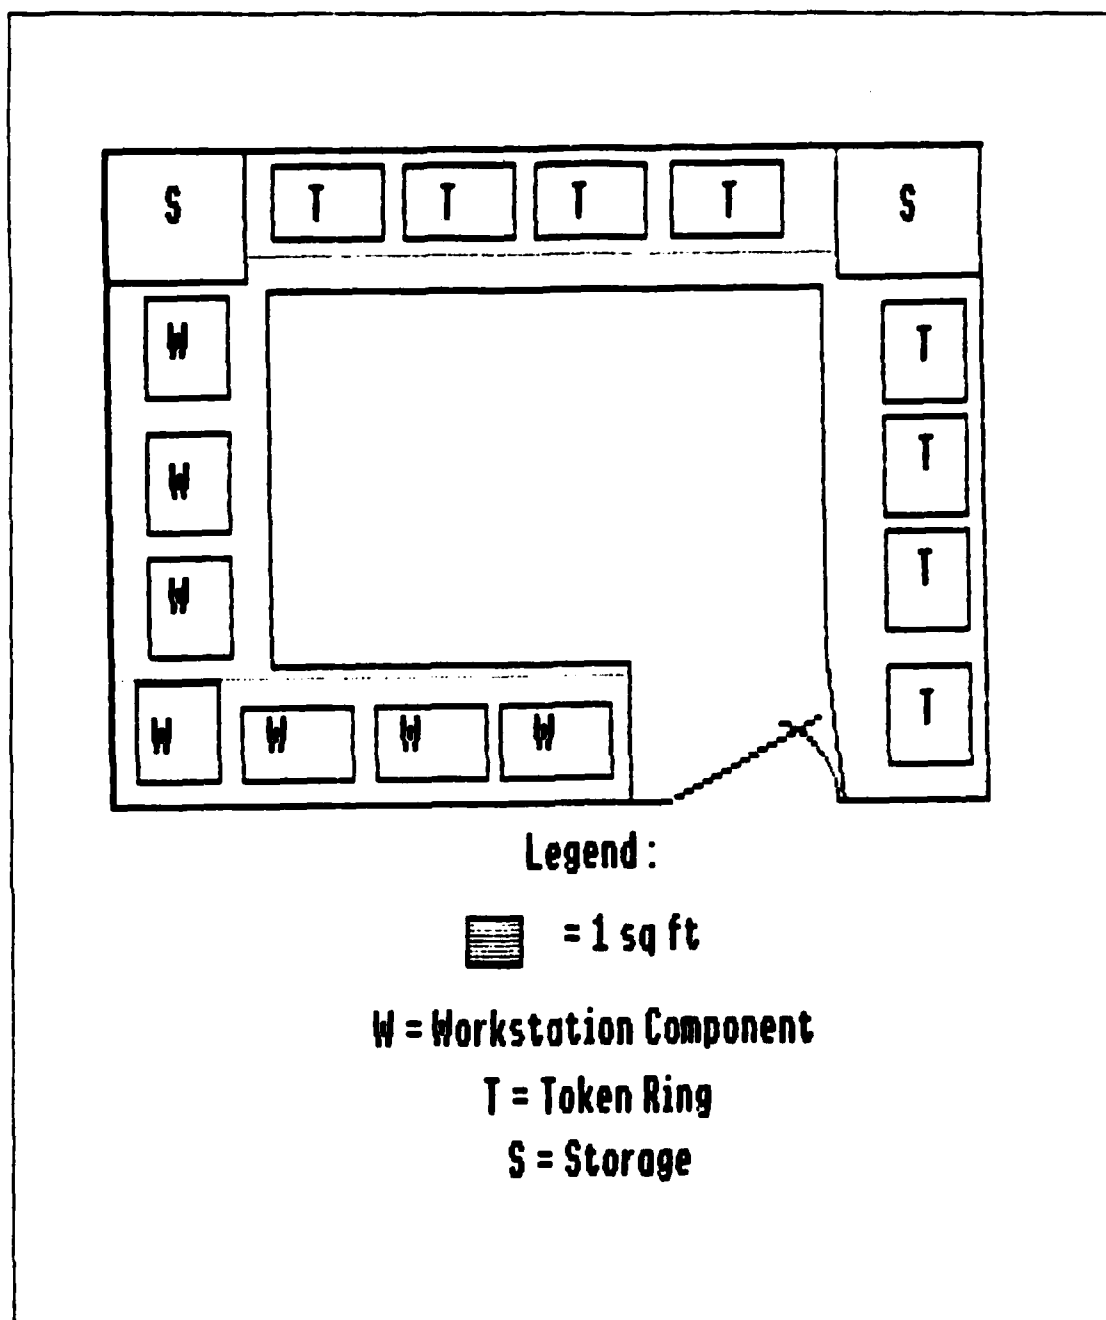 S T T T T S
W T
W T
W T
W W W W T
Legend :
= 1 sq ft
W = Workstation Component
T = Token Ring
S = Storage